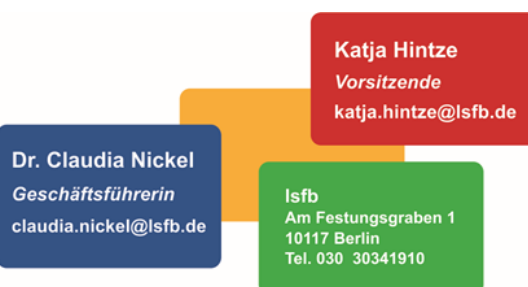 Katja Hintze
Vorsitzende
katja.hintze@lsfb.de
Dr. Claudia Nickel
Geschäftsführerin
claudia.nickel@lsfb.de
lsfb
Am Festungsgraben 1
10117 Berlin
Tel. 030 30341910